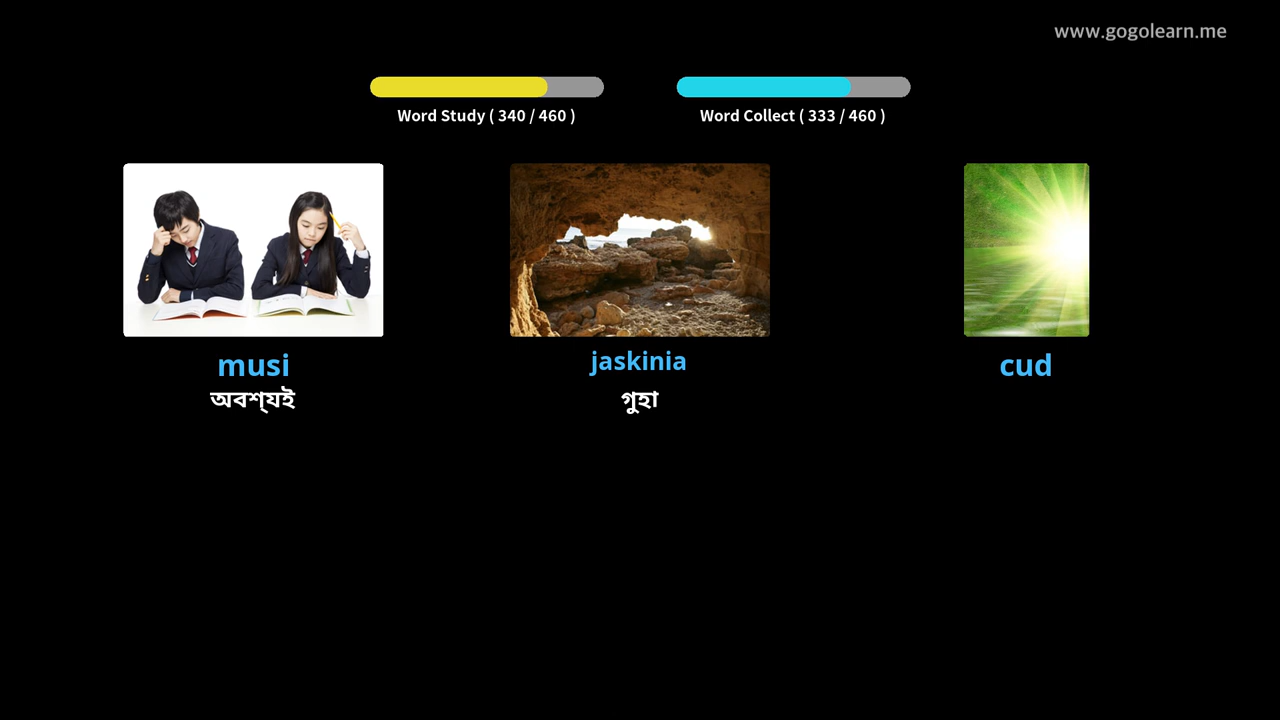 www.gogolearn.me
Word Study ( 340 / 460 )
Word Collect ( 333 / 460 )
musi
jaskinia
cud
অবশ্যই
গুহা